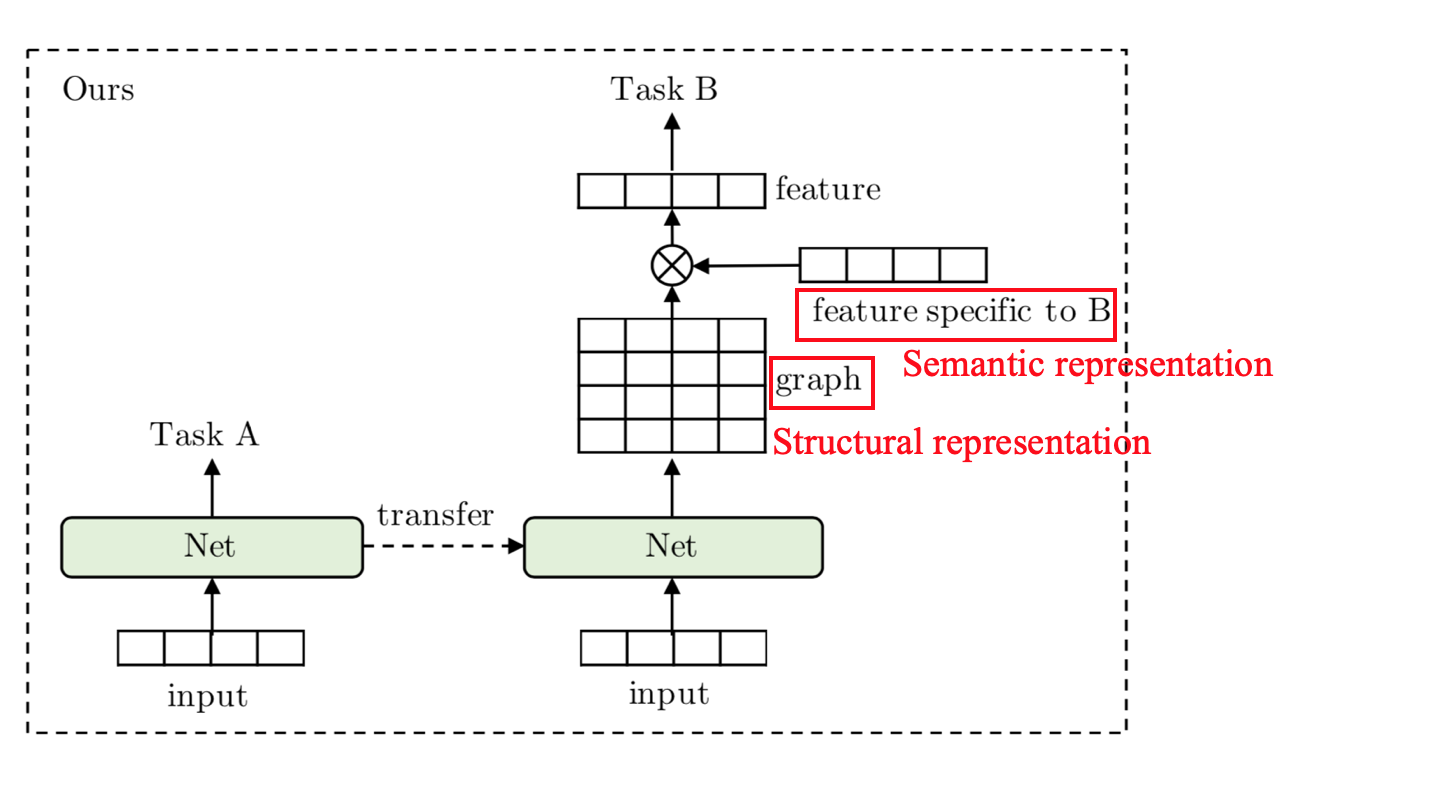 Ours
Task B
feature
feature specific to B
Semantic representation
graph
Structural representation
Task A
transfer
Net
Net
input
input